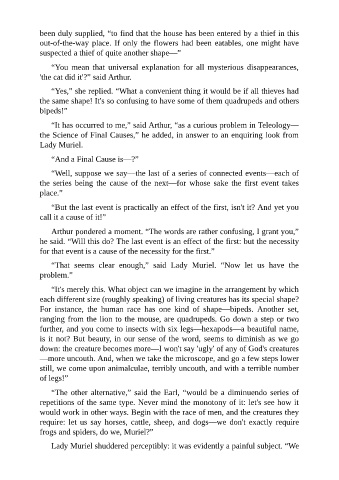 been duly supplied, “to find that the house has been entered by a thief in this
out-of-the-way place. If only the flowers had been eatables, one might have
suspected a thief of quite another shape—”
“You mean that universal explanation for all mysterious disappearances,
'the cat did it'?” said Arthur.
“Yes,” she replied. “What a convenient thing it would be if all thieves had
the same shape! It's so confusing to have some of them quadrupeds and others
bipeds!”
“It has occurred to me,” said Arthur, “as a curious problem in Teleology—
the Science of Final Causes,” he added, in answer to an enquiring look from
Lady Muriel.
“And a Final Cause is—?”
“Well, suppose we say—the last of a series of connected events—each of
the series being the cause of the next—for whose sake the first event takes
place.”
“But the last event is practically an effect of the first, isn't it? And yet you
call it a cause of it!”
Arthur pondered a moment. “The words are rather confusing, I grant you,”
he said. “Will this do? The last event is an effect of the first: but the necessity
for that event is a cause of the necessity for the first.”
“That seems clear enough,” said Lady Muriel. “Now let us have the
problem.”
“It's merely this. What object can we imagine in the arrangement by which
each different size (roughly speaking) of living creatures has its special shape?
For instance, the human race has one kind of shape—bipeds. Another set,
ranging from the lion to the mouse, are quadrupeds. Go down a step or two
further, and you come to insects with six legs—hexapods—a beautiful name,
is it not? But beauty, in our sense of the word, seems to diminish as we go
down: the creature becomes more—I won't say 'ugly' of any of God's creatures
—more uncouth. And, when we take the microscope, and go a few steps lower
still, we come upon animalculae, terribly uncouth, and with a terrible number
of legs!”
“The other alternative,” said the Earl, “would be a diminuendo series of
repetitions of the same type. Never mind the monotony of it: let's see how it
would work in other ways. Begin with the race of men, and the creatures they
require: let us say horses, cattle, sheep, and dogs—we don't exactly require
frogs and spiders, do we, Muriel?”
Lady Muriel shuddered perceptibly: it was evidently a painful subject. “We